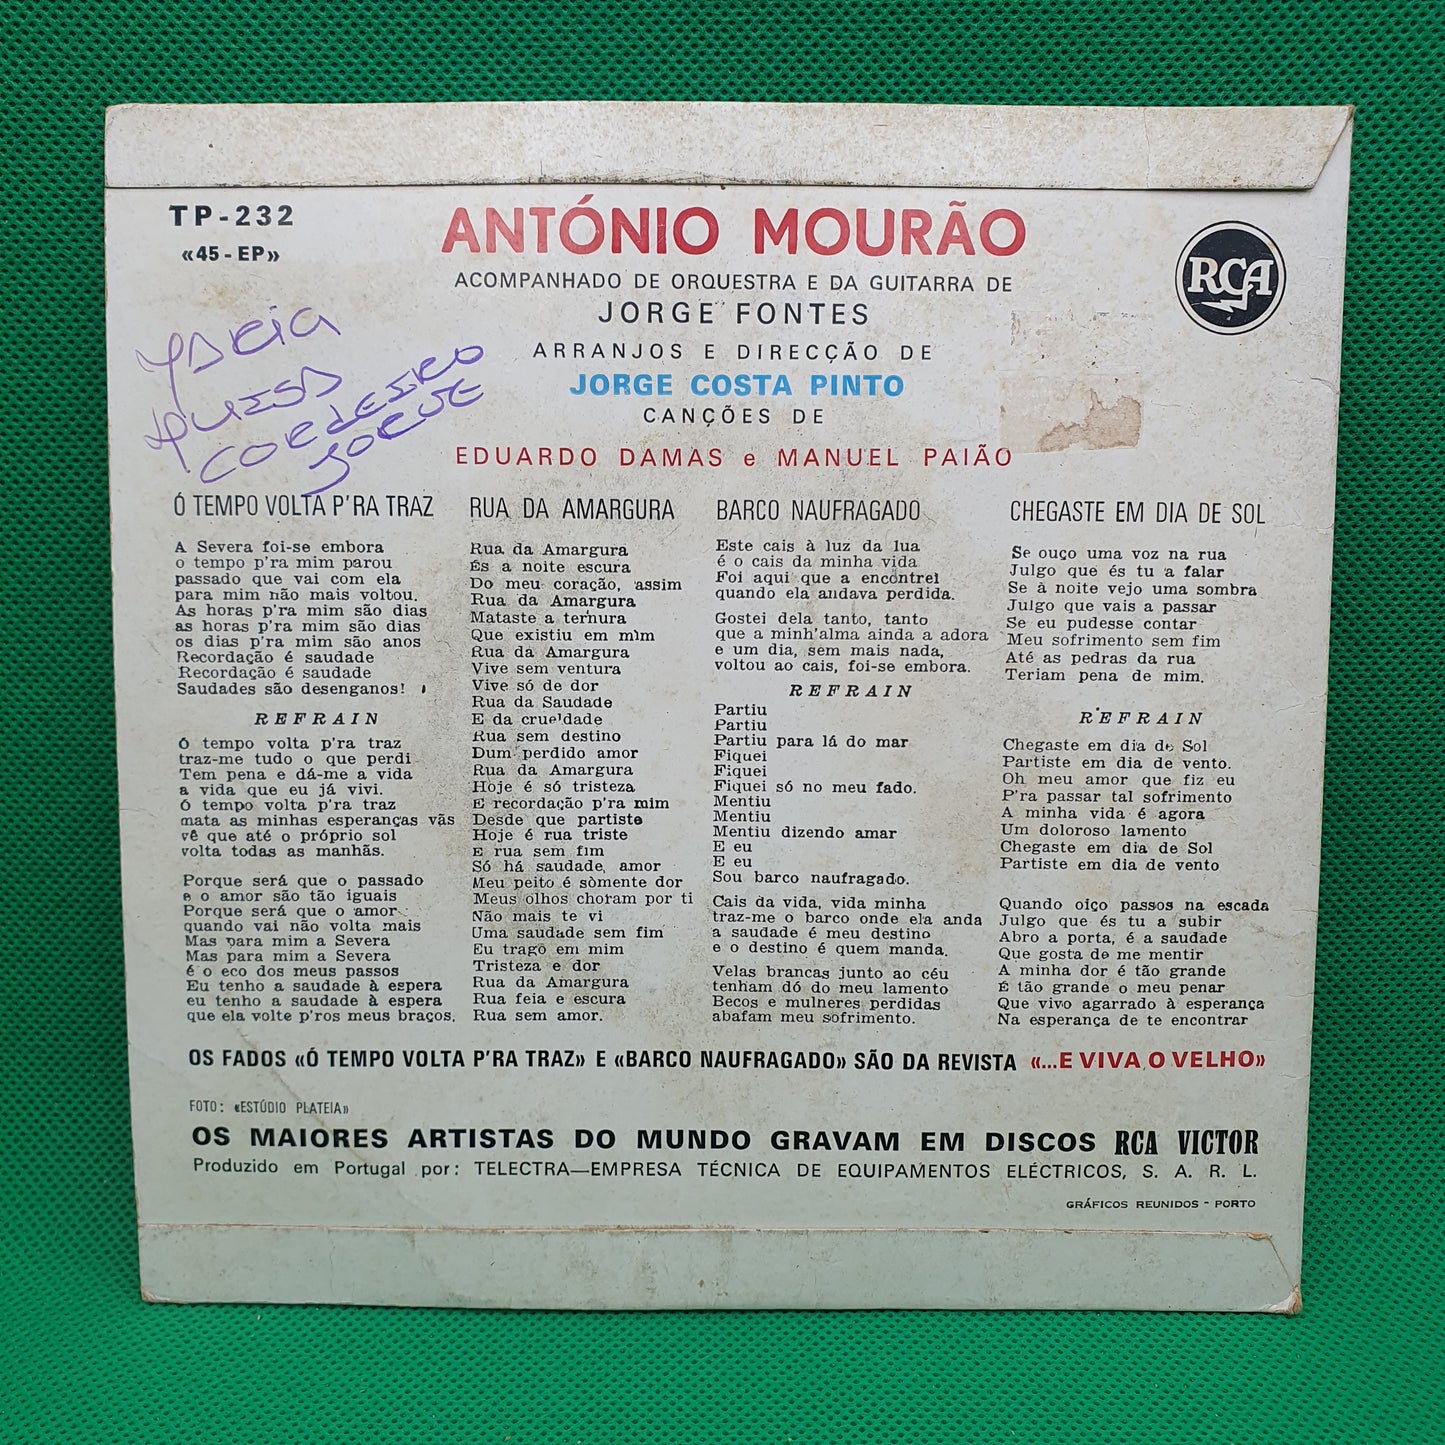 TP-232
«45-EP»
ANTÓNIO MOURÃO
ACOMPANHADO DE ORQUESTRA E DA GUITARRA DE
JORGE FONTES
ARRANJOS E DIRECÇÃO DE
JORGE COSTA PINTO
CANÇÕES DE
EDUARDO DAMAS e MANUEL PAIÃO
RCA
CORDEIRO
JORGE
Ó TEMPO VOLTA P'RA TRAZ
A Severa foi-se embora
o tempo p'ra mim parou
passado que vai com ela
para mim não mais voltou.
As horas p'ra mim são dias
as horas p'ra mim são dias
os dias p'ra mim são anos
Recordação é saudade
Recordação é saudade
Saudades são desenganos!
REFRAIN
Ó tempo volta p'ra traz
traz-me tudo o que perdi
Tem pena e dá-me a vida
a vida que eu já vivi.
Ó tempo volta p'ra traz
mata as minhas esperanças vãs
vê que até o próprio sol
volta todas as manhãs.
Porque será que o passado
e o amor são tão iguais
Porque será que o amor
quando vai não volta mais
Mas para mim a Severa
Mas para mim a Severa
é o eco dos meus passos
Eu tenho a saudade à espera
eu tenho a saudade à espera
que ela volte p'ros meus braços.
RUA DA AMARGURA
Rua da Amargura
És a noite escura
Do meu coração, assim
Rua da Amargura
Mataste a ternura
Que existiu em mim
Rua da Amargura
Vive sem ventura
Vive só de dor
Rua da Saudade
E da crueldade
Rua sem destino
Dum perdido amor
Rua da Amargura
Hoje é só tristeza
E recordação p'ra mim
Desde que partiste
Hoje é rua triste
E rua sem fim
Só há saudade, amor
Meu peito é sòmente dor
Meus olhos choram por ti
Não mais te vi
Uma saudade sem fim
Eu trago em mim
Tristeza e dor
Rua da Amargura
Rua feia e escura
Rua sem amor.
BARCO NAUFRAGADO
Este cais à luz da lua
é o cais da minha vida
Foi aqui que a encontrei
quando ela andava perdida.
Gostei dela tanto, tanto
que a minh'alma ainda a adora
e um dia, sem mais nada,
voltou ao cais, foi-se embora.
REFRAIN
Partiu
Partiu
Partiu para lá do mar
Fiquei
Fiquei
Fiquei só no meu fado.
Mentiu
Mentiu
Mentiu dizendo amar
E eu
E eu
Sou barco naufragado.
Cais da vida, vida minha
traz-me o barco onde ela anda
a saudade é meu destino
e o destino é quem manda.
Velas brancas junto ao céu
tenham dó do meu lamento
Becos e mulheres perdidas
abafam meu sofrimento.
CHEGASTE EM DIA DE SOL
Se ouço uma voz na rua
Julgo que és tu a falar
Se à noite vejo uma sombra
Julgo que vais a passar
Se eu pudesse contar
Meu sofrimento sem fim
Até as pedras da rua
Teriam pena de mim.
REFRAIN
Chegaste em dia de Sol
Partiste em dia de vento.
Oh meu amor que fiz eu
P'ra passar tal sofrimento
A minha vida é agora
Um doloroso lamento
Chegaste em dia de Sol
Partiste em dia de vento
Quando oiço passos na escada
Julgo que és tu a subir
Abro a porta, é a saudade
Que gosta de me mentir
A minha dor é tão grande
É tão grande o meu penar
Que vivo agarrado à esperança
Na esperança de te encontrar
OS FADOS «Ó TEMPO VOLTA P'RA TRAZ» E «BARCO NAUFRAGADO» SÃO DA REVISTA «...E VIVA O VELHO»
FOTO: «ESTÚDIO PLATEIA»
OS MAIORES ARTISTAS DO MUNDO GRAVAM EM DISCOS RCA VICTOR
Produzido em Portugal por: TELECTRA—EMPRESA TÉCNICA DE EQUIPAMENTOS ELÉCTRICOS, S. A. R. L.
GRÁFICOS REUNIDOS - PORTO